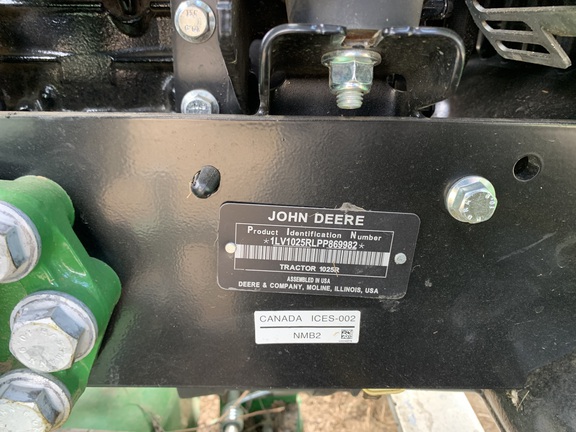 JOHN DEERE
Product Identification Number
*1LV1025RLPP869982*
TRACTOR 1025R
ASSEMBLED IN USA
DEERE & COMPANY, MOLINE, ILLINOIS, USA
CANADA ICES-002
NMB2